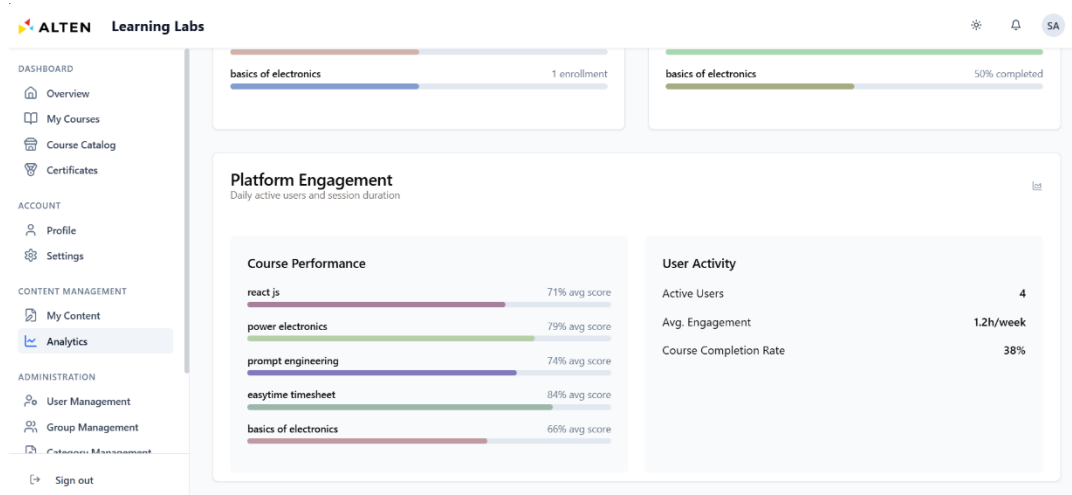 ALTEN Learning Labs
SA
DASHBOARD
Overview
My Courses
Course Catalog
Certificates
ACCOUNT
Profile
Settings
CONTENT MANAGEMENT
My Content
Analytics
ADMINISTRATION
User Management
Group Management
Category Management
Sign out
basics of electronics 1 enrollment
basics of electronics 50% completed
Platform Engagement
Daily active users and session duration
Course Performance
react js 71% avg score
power electronics 79% avg score
prompt engineering 74% avg score
easytime timesheet 84% avg score
basics of electronics 66% avg score
User Activity
Active Users 4
Avg. Engagement 1.2h/week
Course Completion Rate 38%